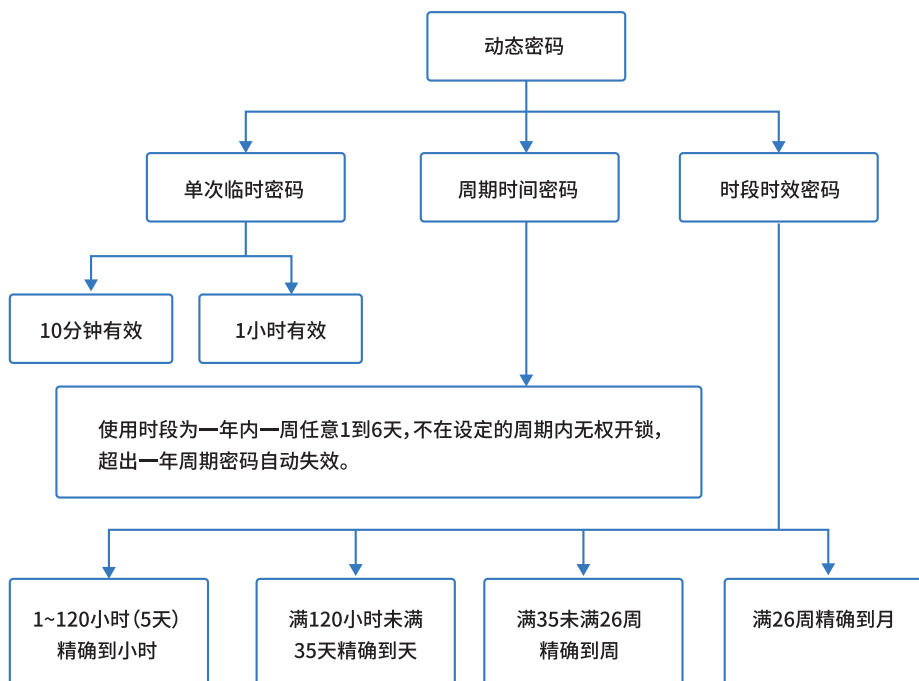 动态密码
单次临时密码
周期时间密码
时段时效密码
10分钟有效
1小时有效
使用时段为一年内一周任意1到6天，不在设定的周期内无权开锁，
超出一年周期密码自动失效。
1~120小时（5天）
精确到小时
满120小时未满
35天精确到天
满35未满26周
精确到周
满26周精确到月